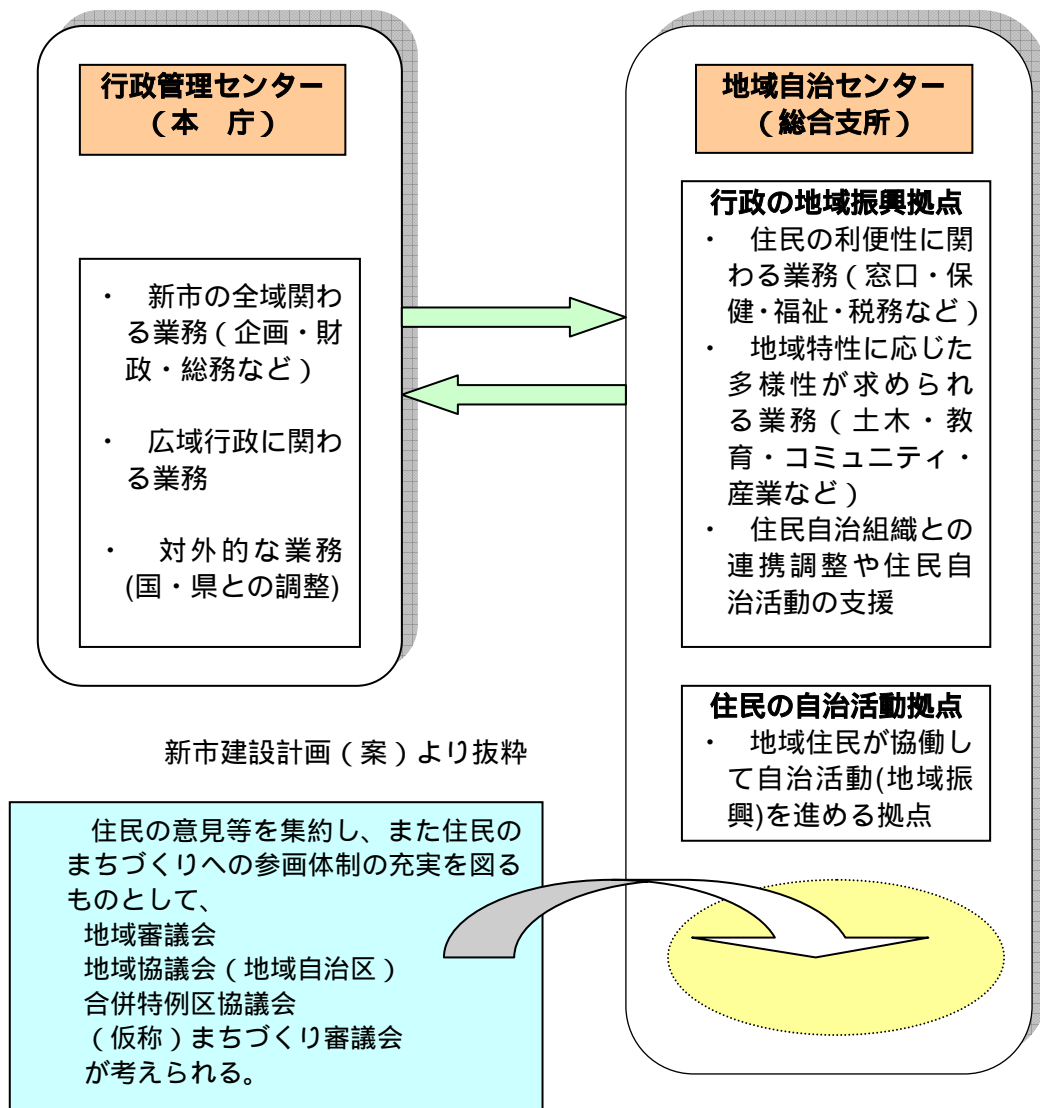 行政管理センター
(本 庁)
・ 新市の全域関わ
る業務(企画・財
政・総務など)
・ 広域行政に関わ
る業務
・ 対外的な業務
(国・県との調整)
地域自治センター
(総合支所)
行政の地域振興拠点
・ 住民の利便性に関
わる業務(窓口・保
健・福祉・税務など)
・ 地域特性に応じた
多様性が求められ
る業務(土木・教
育・コミュニティ・
産業など)
・ 住民自治組織との
連携調整や住民自
治活動の支援
住民の自治活動拠点
・ 地域住民が協働し
て自治活動(地域振
興)を進める拠点
新市建設計画(案)より抜粋
住民の意見等を集約し、また住民の
まちづくりへの参画体制の充実を図る
ものとして、
地域審議会
地域協議会(地域自治区)
合併特例区協議会
(仮称)まちづくり審議会
が考えられる。